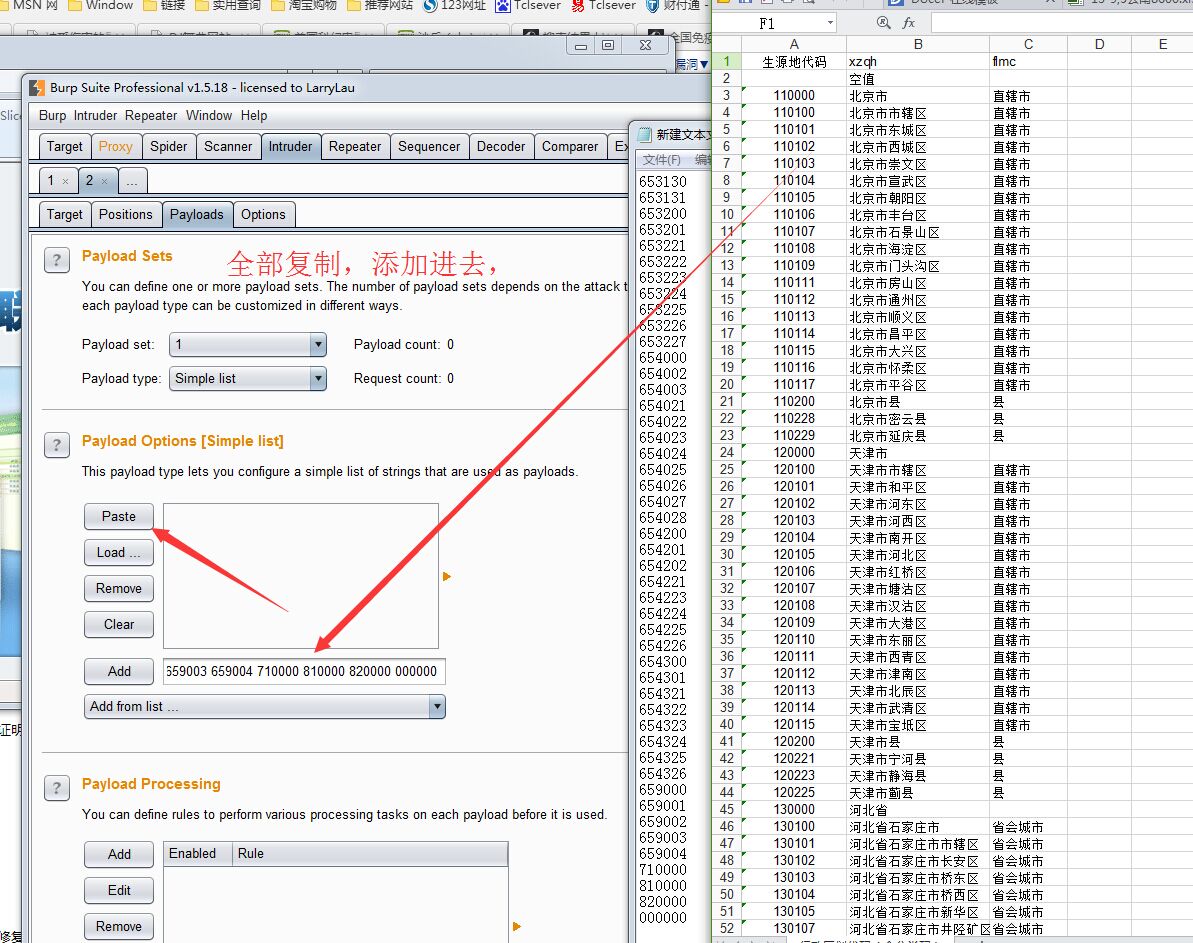 MSN 网
Window
链接
实用查询
淘宝购物
推荐网站
123网址
Tclsever
Tclsever
财付通
Burp Suite Professional v1.5.18 - licensed to LarryLau
Burp Intruder Repeater Window Help
Target Proxy Spider Scanner Intruder Repeater Sequencer Decoder Comparer
1 × 2 × ...
Target Positions Payloads Options
? Payload Sets
全部复制，添加进去，
You can define one or more payload sets. The number of payload sets depends on the attack t
each payload type can be customized in different ways.
Payload set: 1 Payload count: 0
Payload type: Simple list Request count: 0
? Payload Options [Simple list]
This payload type lets you configure a simple list of strings that are used as payloads.
Paste
Load ...
Remove
Clear
Add 659003 659004 710000 810000 820000 000000
Add from list ...
? Payload Processing
You can define rules to perform various processing tasks on each payload before it is used.
Add Enabled Rule
Edit
Remove
新建文本文
文件(F) 编辑
653130
653131
653200
653201
653221
653222
653223
653224
653225
653226
653227
654000
654002
654003
654021
654022
654023
654024
654025
654026
654027
654028
654200
654201
654202
654221
654223
654224
654225
654226
654300
654301
654321
654322
654323
654324
654325
654326
659000
659001
659002
659003
659004
710000
810000
820000
000000
F1 fx
A B C D E
1 生源地代码 xzqh flmc
2 空值
3 110000 北京市 直辖市
4 110100 北京市市辖区 直辖市
5 110101 北京市东城区 直辖市
6 110102 北京市西城区 直辖市
7 110103 北京市崇文区 直辖市
8 110104 北京市宣武区 直辖市
9 110105 北京市朝阳区 直辖市
10 110106 北京市丰台区 直辖市
11 110107 北京市石景山区 直辖市
12 110108 北京市海淀区 直辖市
13 110109 北京市门头沟区 直辖市
14 110111 北京市房山区 直辖市
15 110112 北京市通州区 直辖市
16 110113 北京市顺义区 直辖市
17 110114 北京市昌平区 直辖市
18 110115 北京市大兴区 直辖市
19 110116 北京市怀柔区 直辖市
20 110117 北京市平谷区 直辖市
21 110200 北京市县 县
22 110228 北京市密云县 县
23 110229 北京市延庆县 县
24 120000 天津市
25 120100 天津市市辖区 直辖市
26 120101 天津市和平区 直辖市
27 120102 天津市河东区 直辖市
28 120103 天津市河西区 直辖市
29 120104 天津市南开区 直辖市
30 120105 天津市河北区 直辖市
31 120106 天津市红桥区 直辖市
32 120107 天津市塘沽区 直辖市
33 120108 天津市汉沽区 直辖市
34 120109 天津市大港区 直辖市
35 120110 天津市东丽区 直辖市
36 120111 天津市西青区 直辖市
37 120112 天津市津南区 直辖市
38 120113 天津市北辰区 直辖市
39 120114 天津市武清区 直辖市
40 120115 天津市宝坻区 直辖市
41 120200 天津市县 县
42 120221 天津市宁河县 县
43 120223 天津市静海县 县
44 120225 天津市蓟县 县
45 130000 河北省
46 130100 河北省石家庄市 省会城市
47 130101 河北省石家庄市市辖区 省会城市
48 130102 河北省石家庄市长安区 省会城市
49 130103 河北省石家庄市桥东区 省会城市
50 130104 河北省石家庄市桥西区 省会城市
51 130105 河北省石家庄市新华区 省会城市
52 130107 河北省石家庄市井陉矿区 省会城市